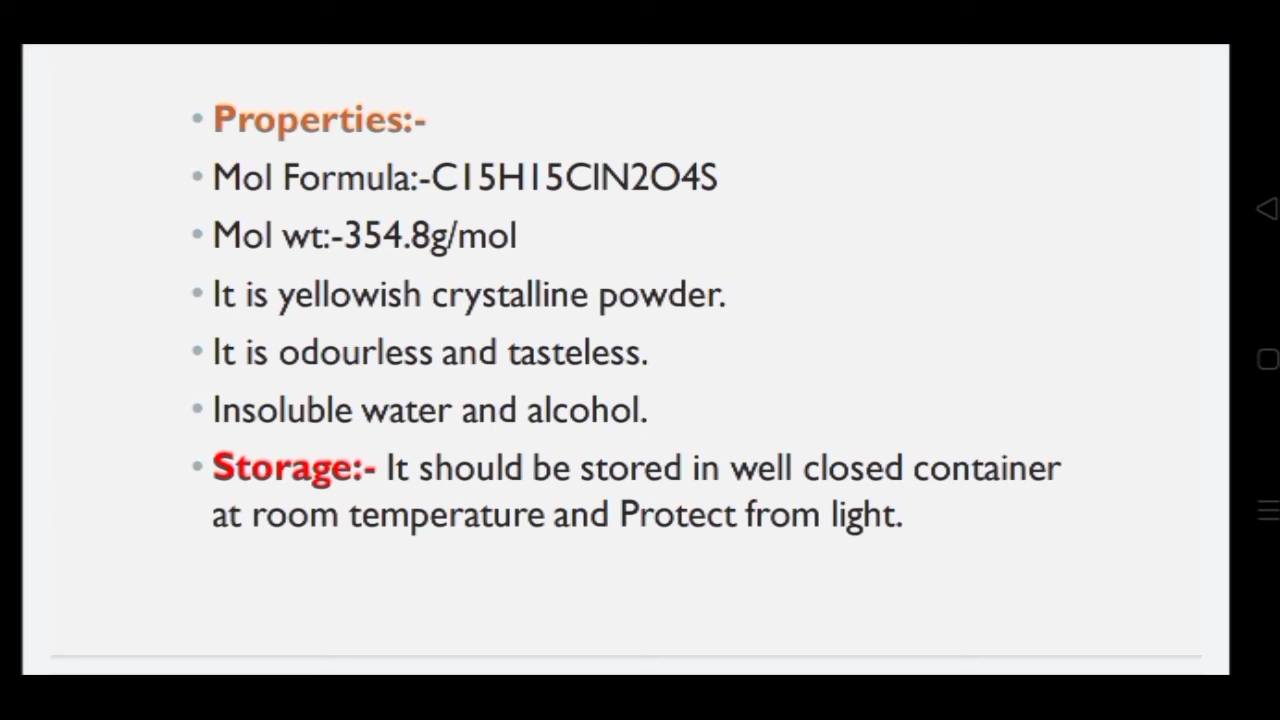 Properties:-
Mol Formula:-C15H15ClN2O4S
Mol wt:-354.8g/mol
It is yellowish crystalline powder.
It is odourless and tasteless.
Insoluble water and alcohol.
Storage:- It should be stored in well closed container
at room temperature and Protect from light.